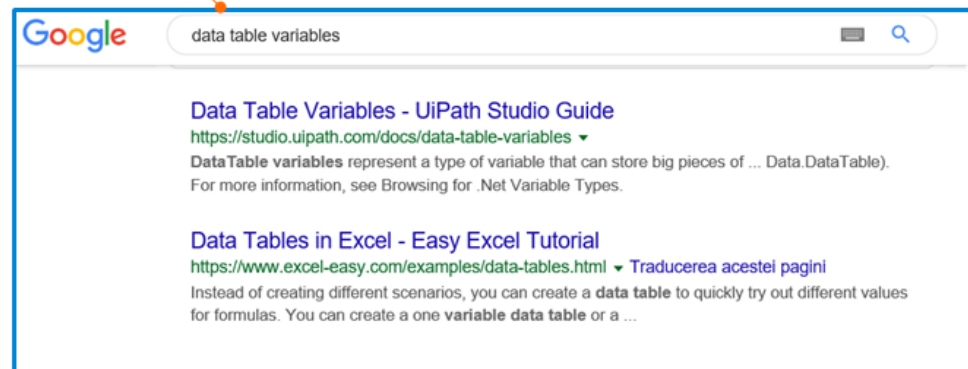 Google
data table variables
Data Table Variables - UiPath Studio Guide
https://studio.uipath.com/docs/data-table-variables
DataTable variables represent a type of variable that can store big pieces of ... Data.DataTable).
For more information, see Browsing for .Net Variable Types.
Data Tables in Excel - Easy Excel Tutorial
https://www.excel-easy.com/examples/data-tables.html Traducerea acestei pagini
Instead of creating different scenarios, you can create a data table to quickly try out different values
for formulas. You can create a one variable data table or a ...